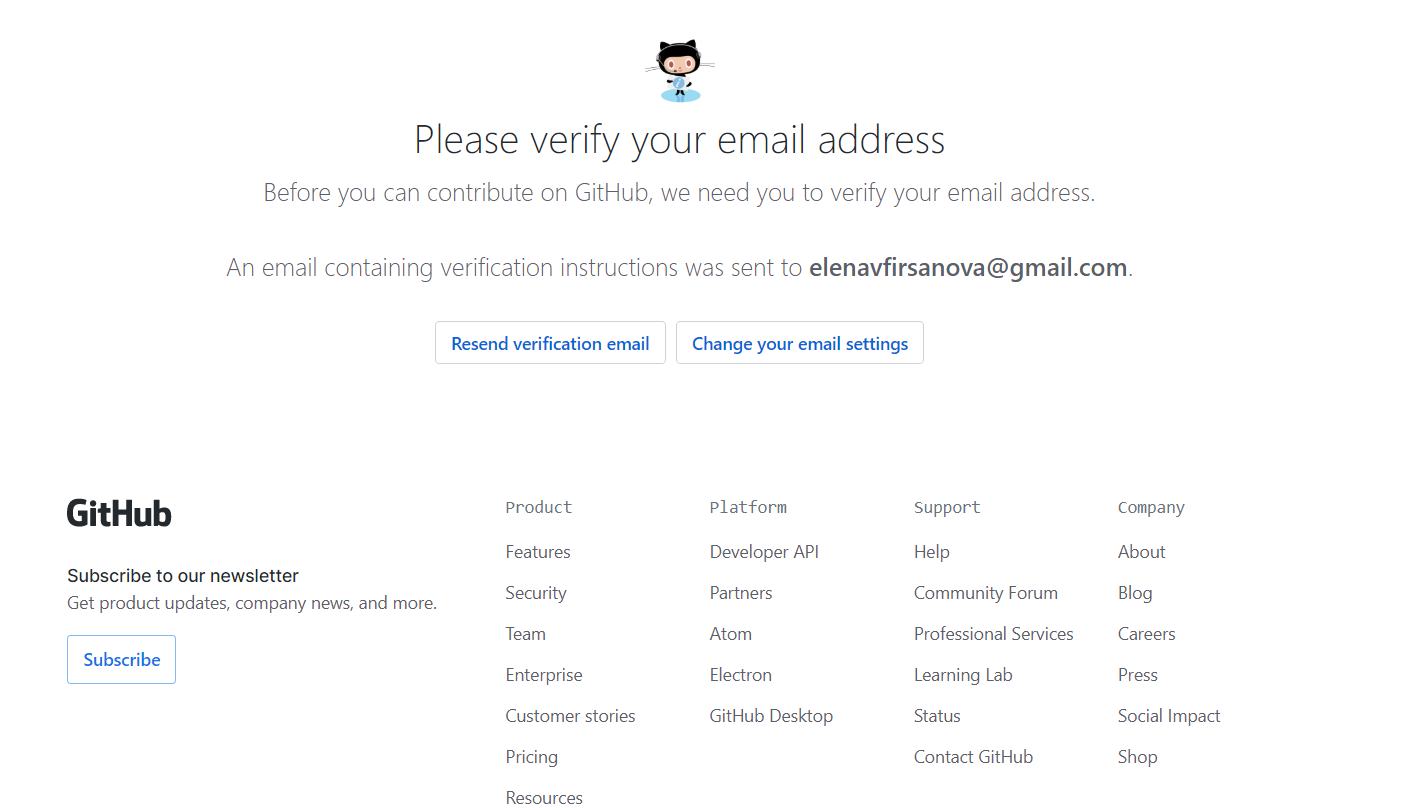 Please verify your email address
Before you can contribute on GitHub, we need you to verify your email address.
An email containing verification instructions was sent to elenavfirsanova@gmail.com.
Resend verification email
Change your email settings
GitHub
Subscribe to our newsletter
Get product updates, company news, and more.
Subscribe
Product
Features
Security
Team
Enterprise
Customer stories
Pricing
Resources
Platform
Developer API
Partners
Atom
Electron
GitHub Desktop
Support
Help
Community Forum
Professional Services
Learning Lab
Status
Contact GitHub
Company
About
Blog
Careers
Press
Social Impact
Shop